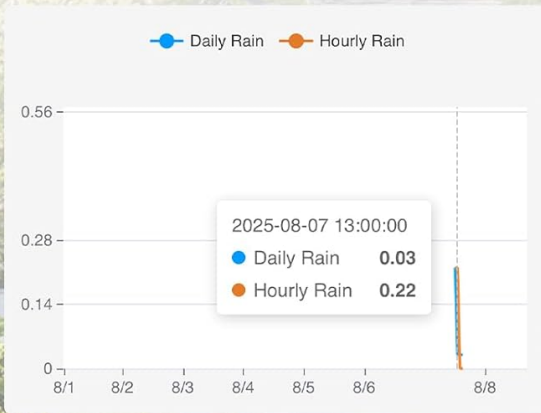 Daily Rain Hourly Rain
0.56
0.28
0.14
0
2025-08-07 13:00:00
Daily Rain 0.03
Hourly Rain 0.22
8/1 8/2 8/3 8/4 8/5 8/6 8/8